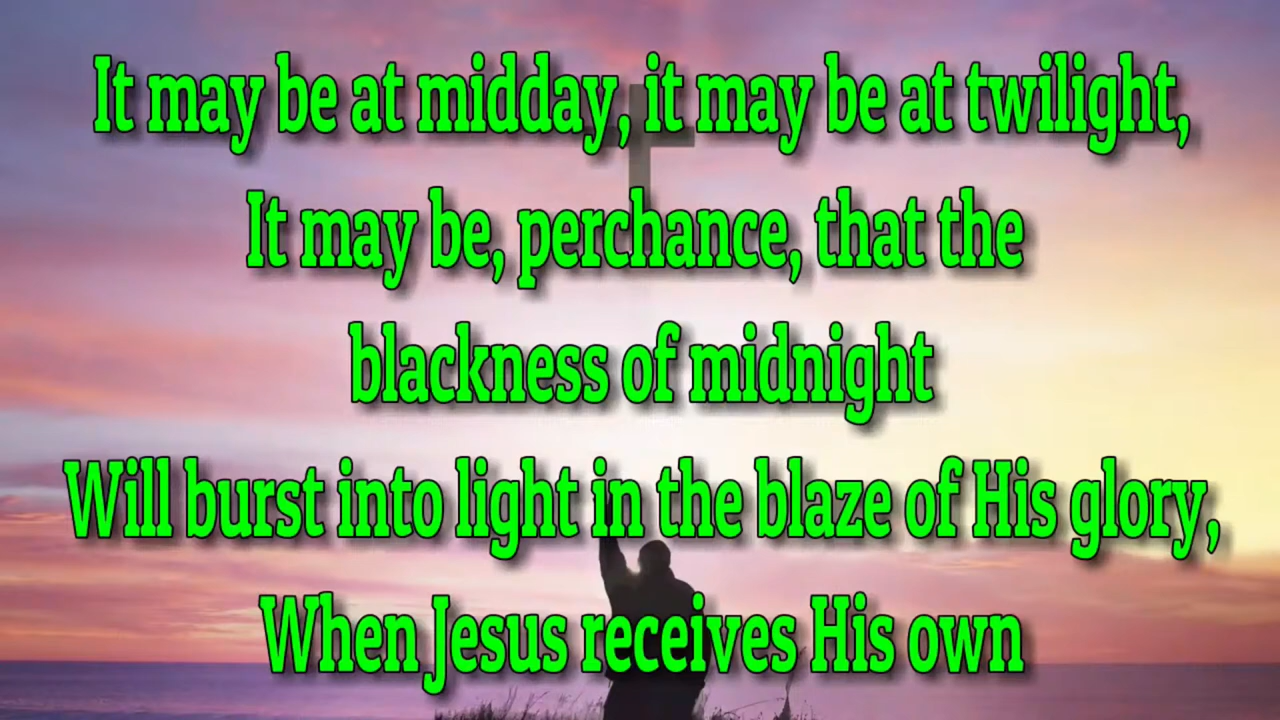 It may be at midday, it may be at twilight,
It may be, perchance, that the
blackness of midnight
Will burst into light in the blaze of His glory,
When Jesus receives His own